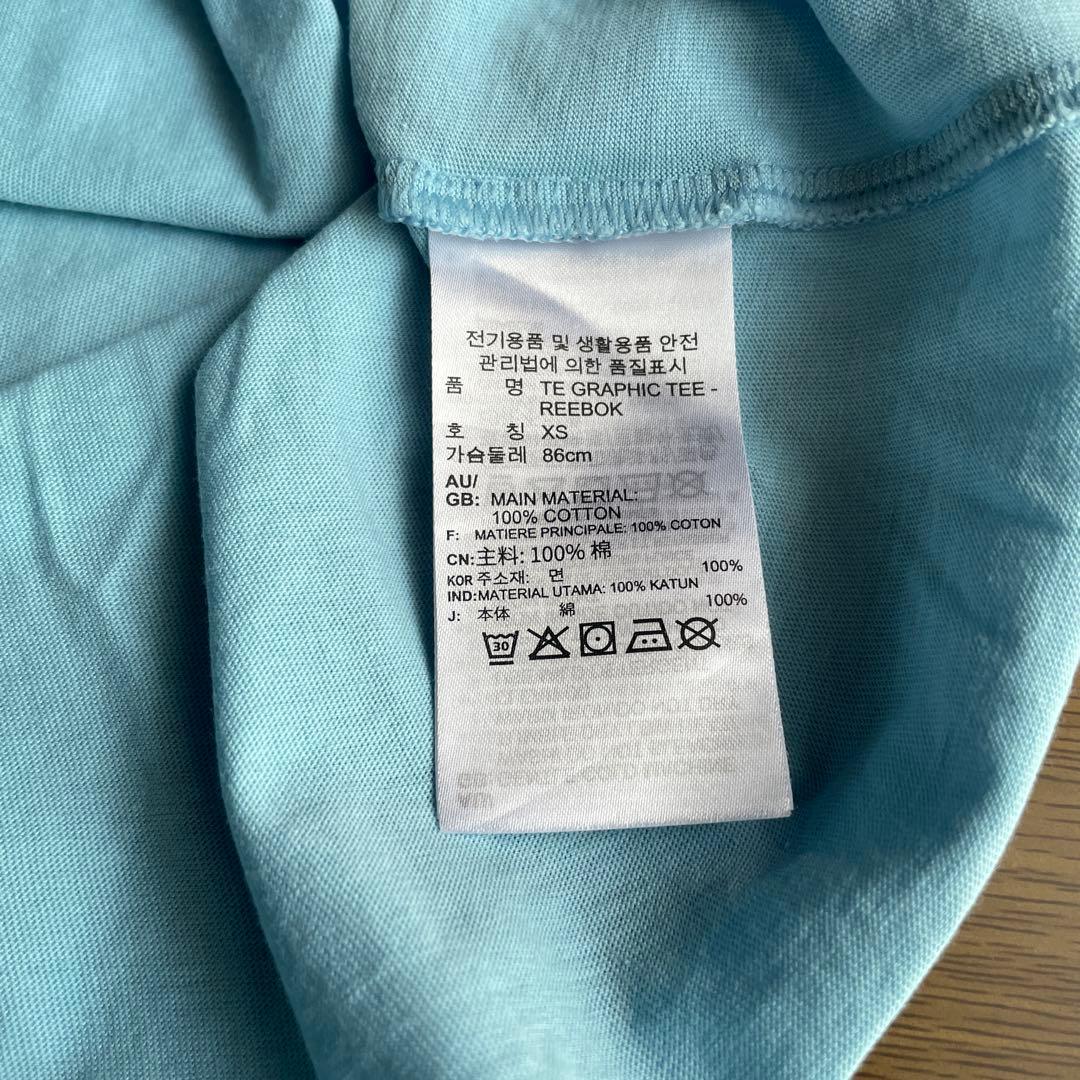 전기용품 및 생활용품 안전
관리법에 의한 품질표시
품 명 TE GRAPHIC TEE -
REEBOK
호 칭 XS
가슴둘레 86cm
AU/
GB: MAIN MATERIAL:
100% COTTON
F: MATIERE PRINCIPALE: 100% COTON
CN:主料: 100% 棉
KOR 주소재: 면 100%
IND:MATERIAL UTAMA: 100% KATUN
J: 本体 綿 100%
30